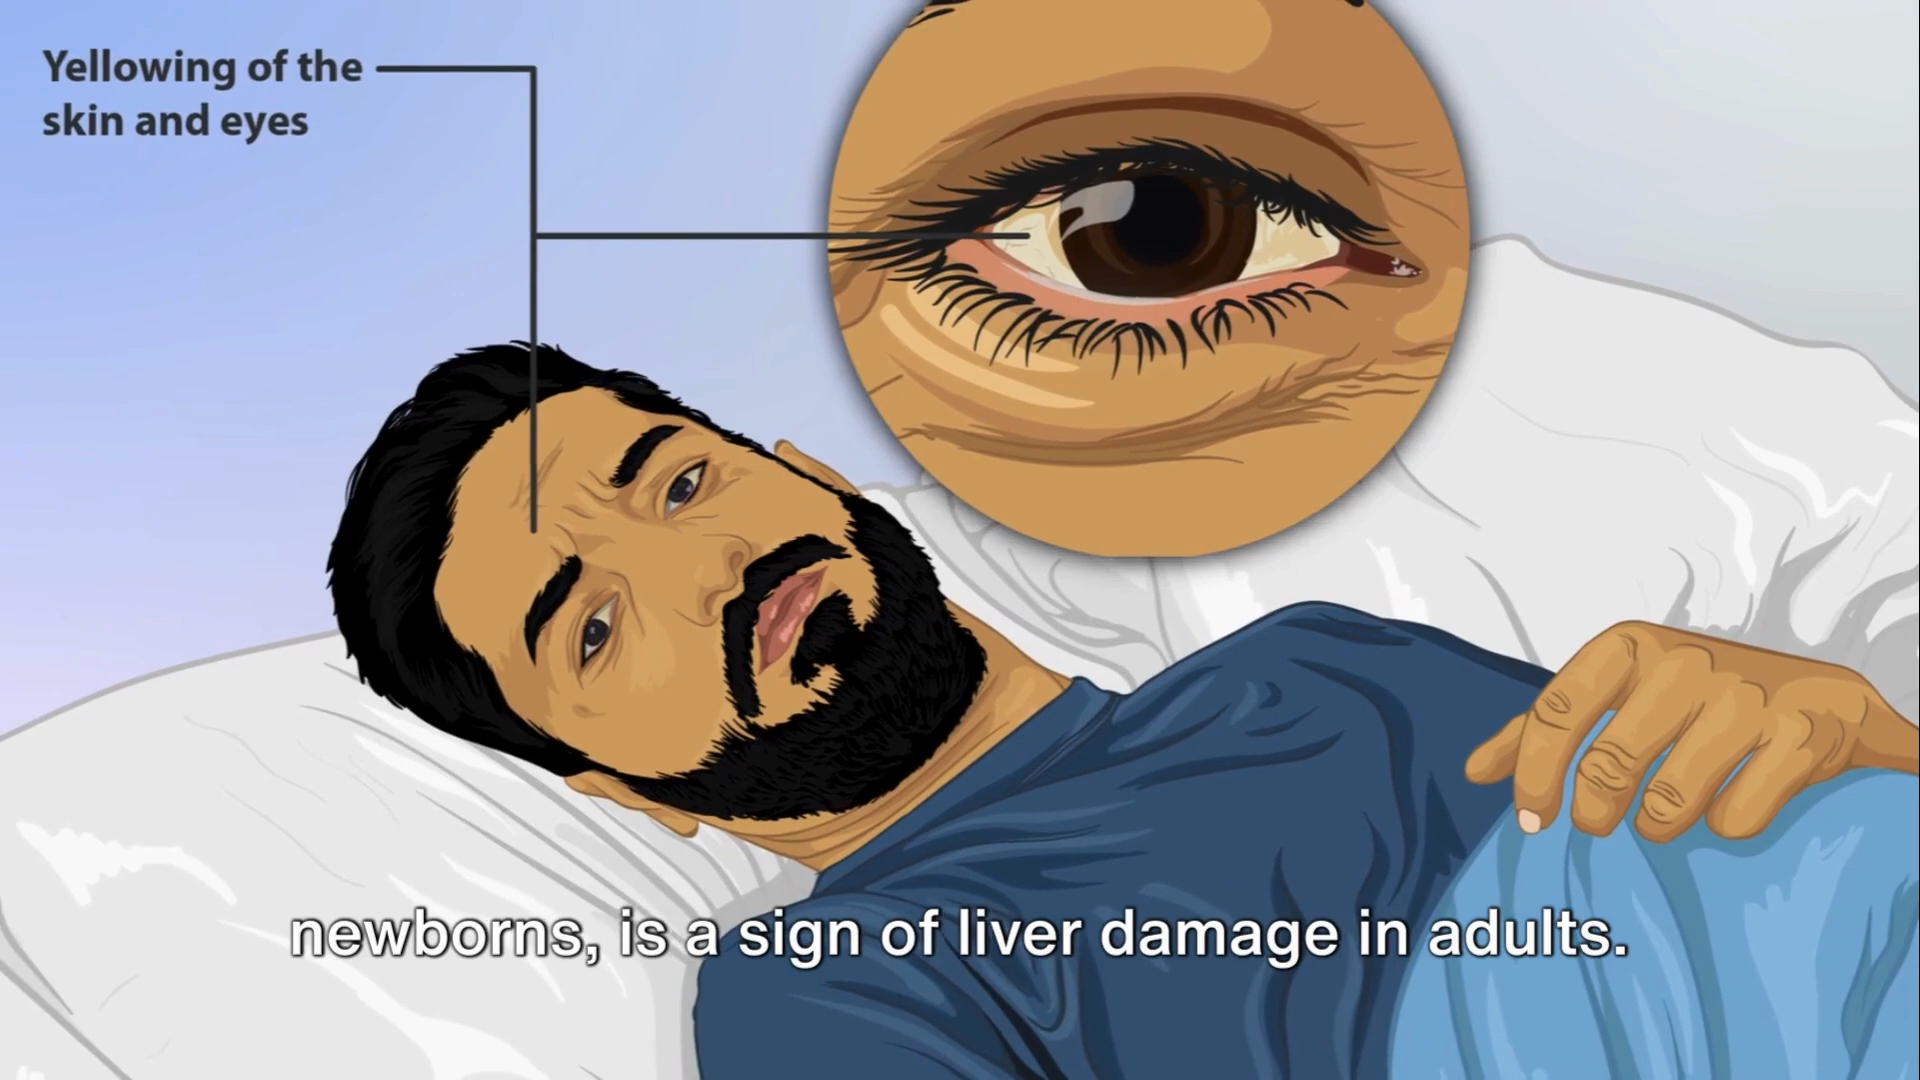 Yellowing of the
skin and eyes
newborns, is a sign of liver damage in adults.